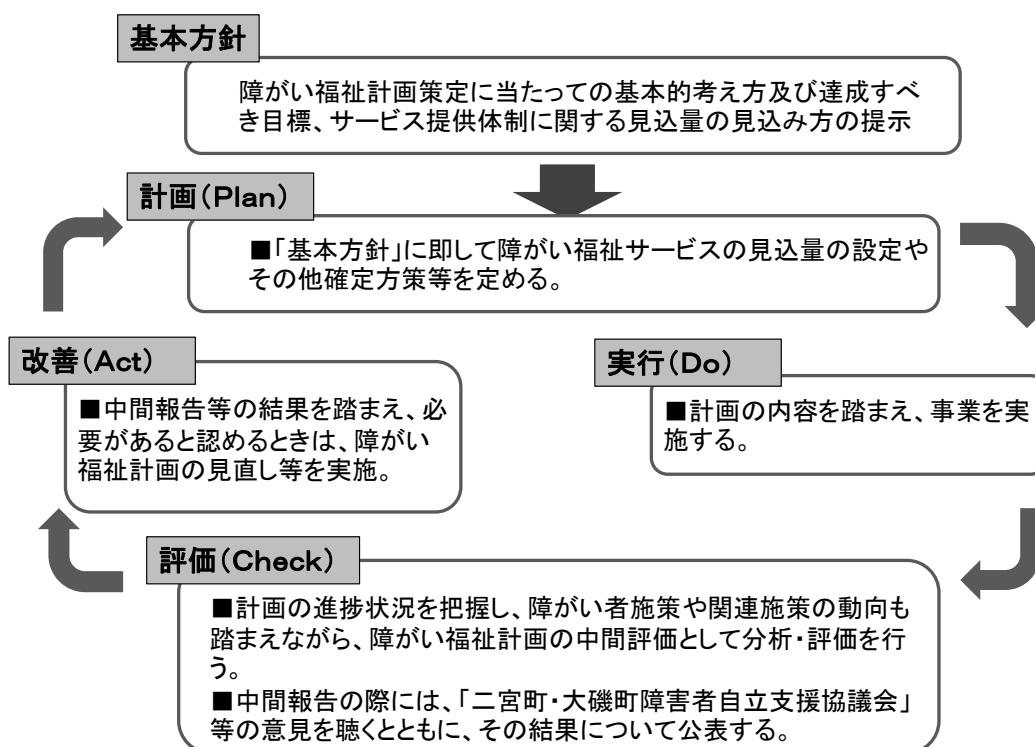 基本方針
障がい福祉計画策定に当たっての基本的考え方及び達成すべ
き目標、サービス提供体制に関する見込量の見込み方の提示
計画(Plan)
■「基本方針」に即して障がい福祉サービスの見込量の設定や
その他確定方策等を定める。
改善(Act)
■中間報告等の結果を踏まえ、必
要があると認めるときは、障がい
福祉計画の見直し等を実施。
実行(Do)
■計画の内容を踏まえ、事業を実
施する。
評価(Check)
■計画の進捗状況を把握し、障がい者施策や関連施策の動向も
踏まえながら、障がい福祉計画の中間評価として分析・評価を行
う。
■中間報告の際には、「二宮町・大磯町障害者自立支援協議会」
等の意見を聴くとともに、その結果について公表する。